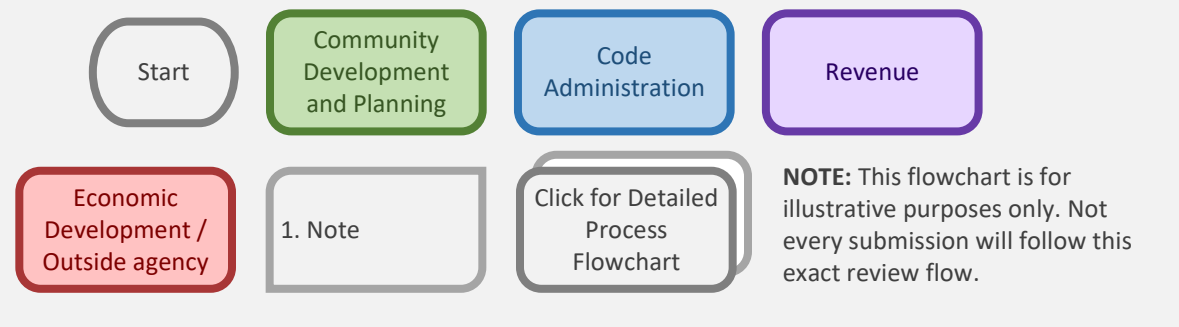 Start
Community
Development
and Planning
Code
Administration
Revenue
Economic
Development /
Outside agency
1. Note
Click for Detailed
Process
Flowchart
NOTE: This flowchart is for
illustrative purposes only. Not
every submission will follow this
exact review flow.